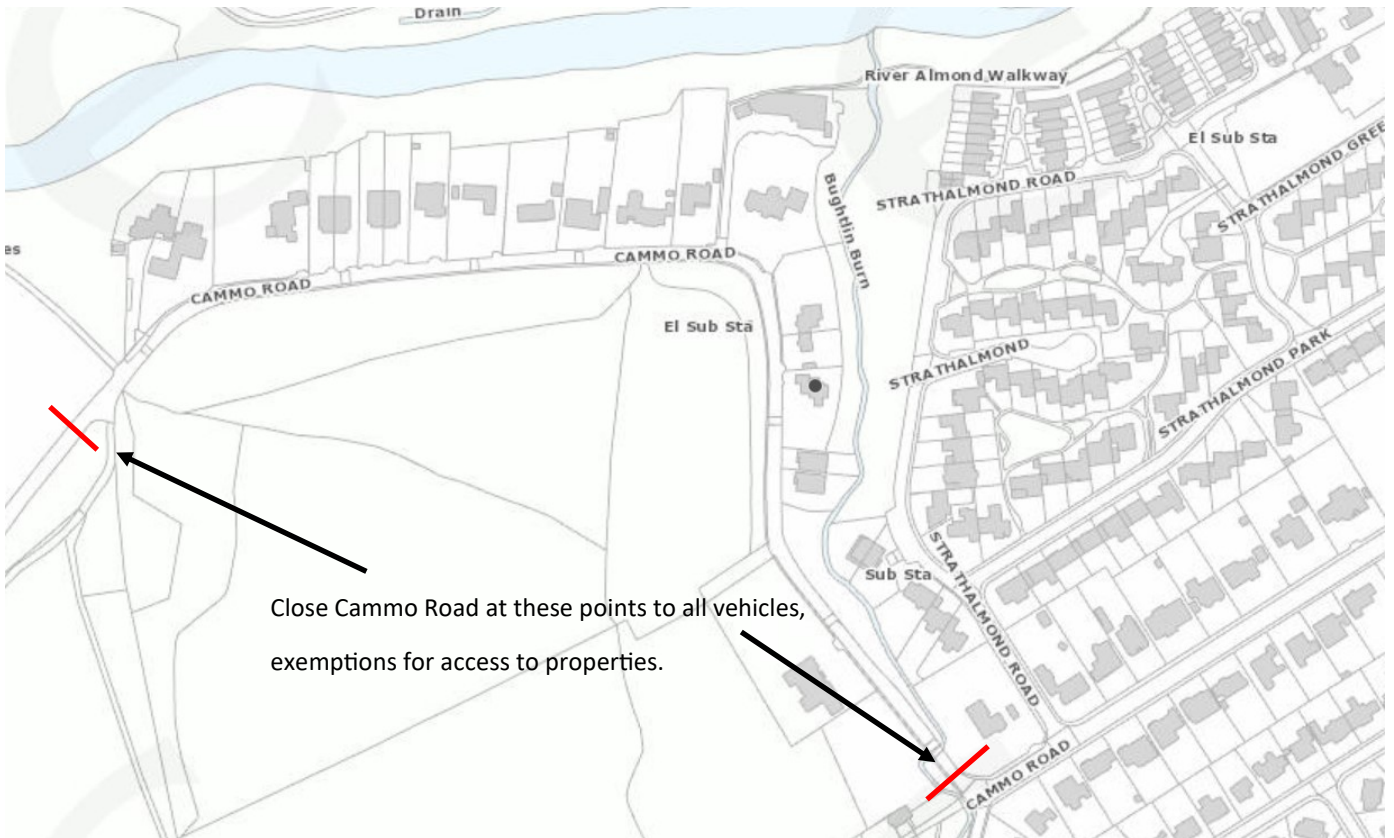 Drain
River Almond Walkway
El Sub Sta
STRATHALMOND GREE
STRATHALMOND ROAD
Bughtlin Burn
es
CAMMO ROAD
CAMMO ROAD
El Sub Sta
STRATHALMOND
STRATHALMOND PARK
Sub Sta
STRATHALMOND ROAD
Close Cammo Road at these points to all vehicles,
exemptions for access to properties.
CAMMO ROAD